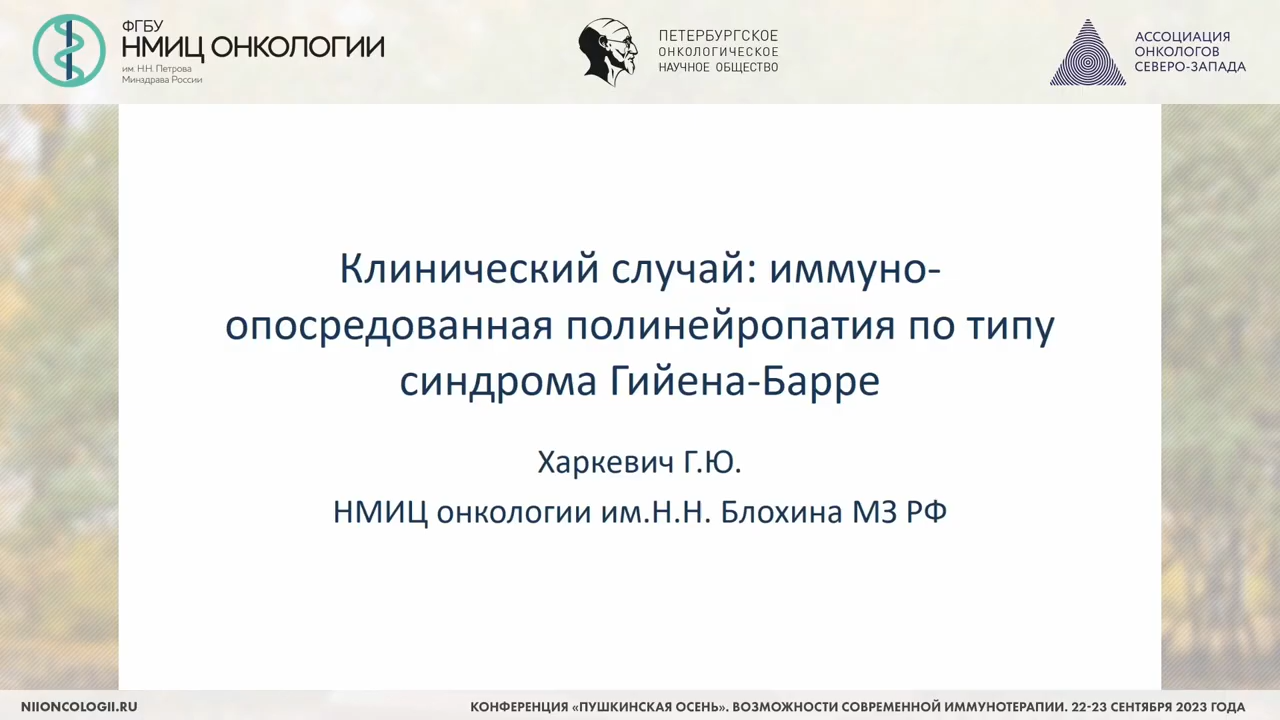 ФГБУ
НМИЦ ОНКОЛОГИИ
им. Н.Н. Петрова
Минздрава России
ПЕТЕРБУРГСКОЕ
ОНКОЛОГИЧЕСКОЕ
НАУЧНОЕ ОБЩЕСТВО
АССОЦИАЦИЯ
ОНКОЛОГОВ
СЕВЕРО-ЗАПАДА
Клинический случай: иммуно-
опосредованная полинейропатия по типу
синдрома Гийена-Барре
Харкевич Г.Ю.
НМИЦ онкологии им.Н.Н. Блохина МЗ РФ
NIIONCOLOGII.RU
КОНФЕРЕНЦИЯ «ПУШКИНСКАЯ ОСЕНЬ». ВОЗМОЖНОСТИ СОВРЕМЕННОЙ ИММУНОТЕРАПИИ. 22-23 СЕНТЯБРЯ 2023 ГОДА